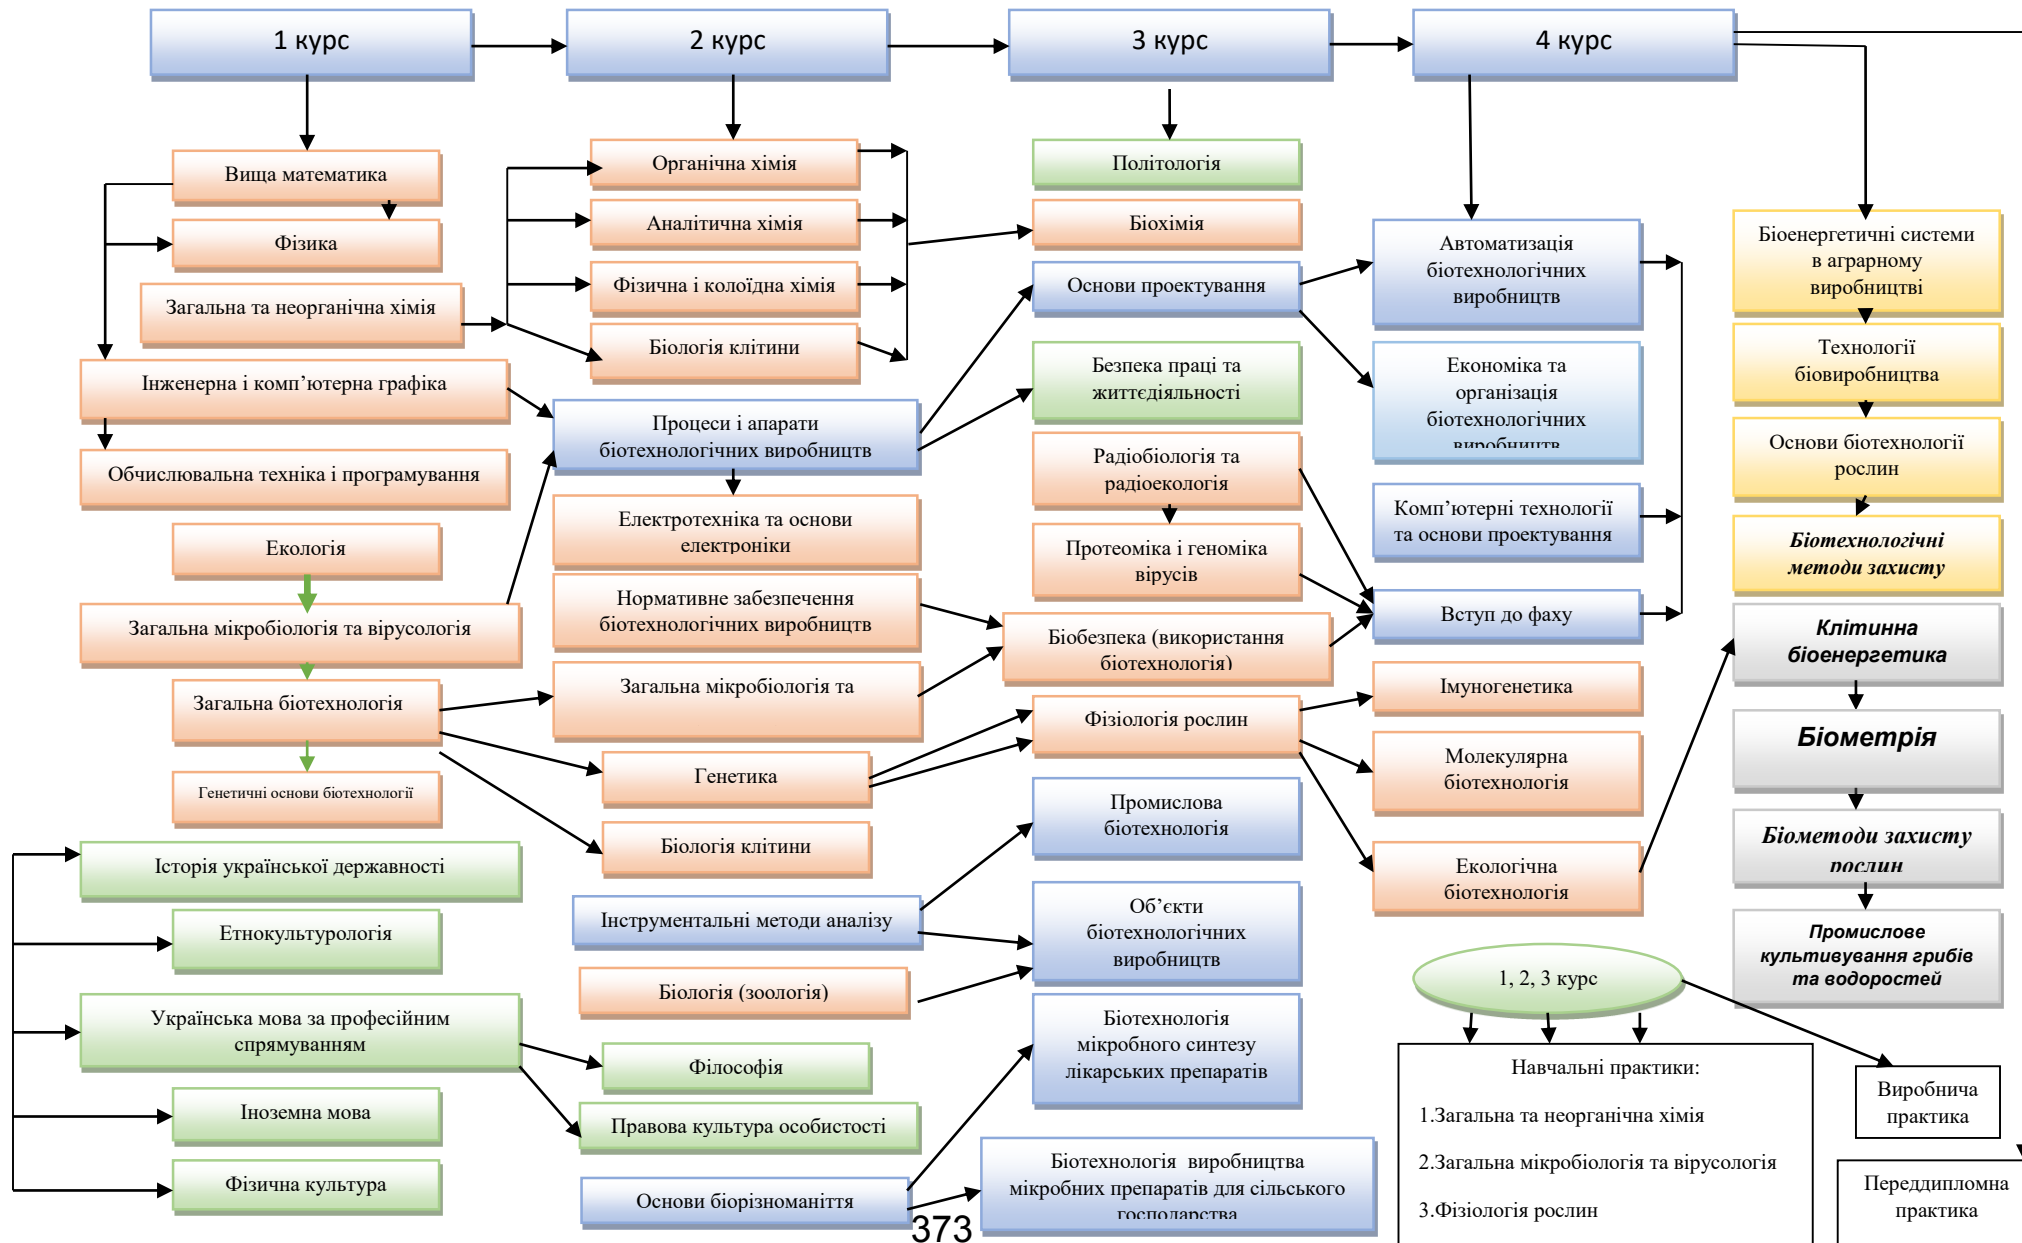 1 курс
2 курс
3 курс
4 курс
Вища математика
Фізика
Загальна та неорганічна хімія
Інженерна і комп’ютерна графіка
Обчислювальна техніка і програмування
Екологія
Загальна мікробіологія та вірусологія
Загальна біотехнологія
Генетичні основи біотехнології
Історія української державності
Етнокультурологія
Українська мова за професійним
спрямуванням
Іноземна мова
Фізична культура
Органічна хімія
Аналітична хімія
Фізична і колоїдна хімія
Біологія клітини
Процеси і апарати
біотехнологічних виробництв
Електротехніка та основи
електроніки
Нормативне забезпечення
біотехнологічних виробництв
Загальна мікробіологія та
Генетика
Біологія клітини
Інструментальні методи аналізу
Біологія (зоологія)
Філософія
Правова культура особистості
Основи біорізноманіття
Політологія
Біохімія
Основи проектування
Безпека праці та
життєдіяльності
Радіобіологія та
радіоекологія
Протеоміка і геноміка
вірусів
Біобезпека (використання
біотехнологія)
Фізіологія рослин
Промислова
біотехнологія
Об’єкти
біотехнологічних
виробництв
Біотехнологія
мікробного синтезу
лікарських препаратів
Біотехнологія виробництва
мікробних препаратів для сільського
господарства
Автоматизація
біотехнологічних
виробництв
Економіка та
організація
біотехнологічних
виробництв
Комп’ютерні технології
та основи проектування
Вступ до фаху
Імуногенетика
Молекулярна
біотехнологія
Екологічна
біотехнологія
Біоенергетичні системи
в аграрному
виробництві
Технології
біовиробництва
Основи біотехнології
рослин
Біотехнологічні
методи захисту
Клітинна
біоенергетика
Біометрія
Біометоди захисту
рослин
Промислове
культивування грибів
та водоростей
1, 2, 3 курс
Навчальні практики:
1.Загальна та неорганічна хімія
2.Загальна мікробіологія та вірусологія
3.Фізіологія рослин
Виробнича
практика
Переддипломна
практика
373